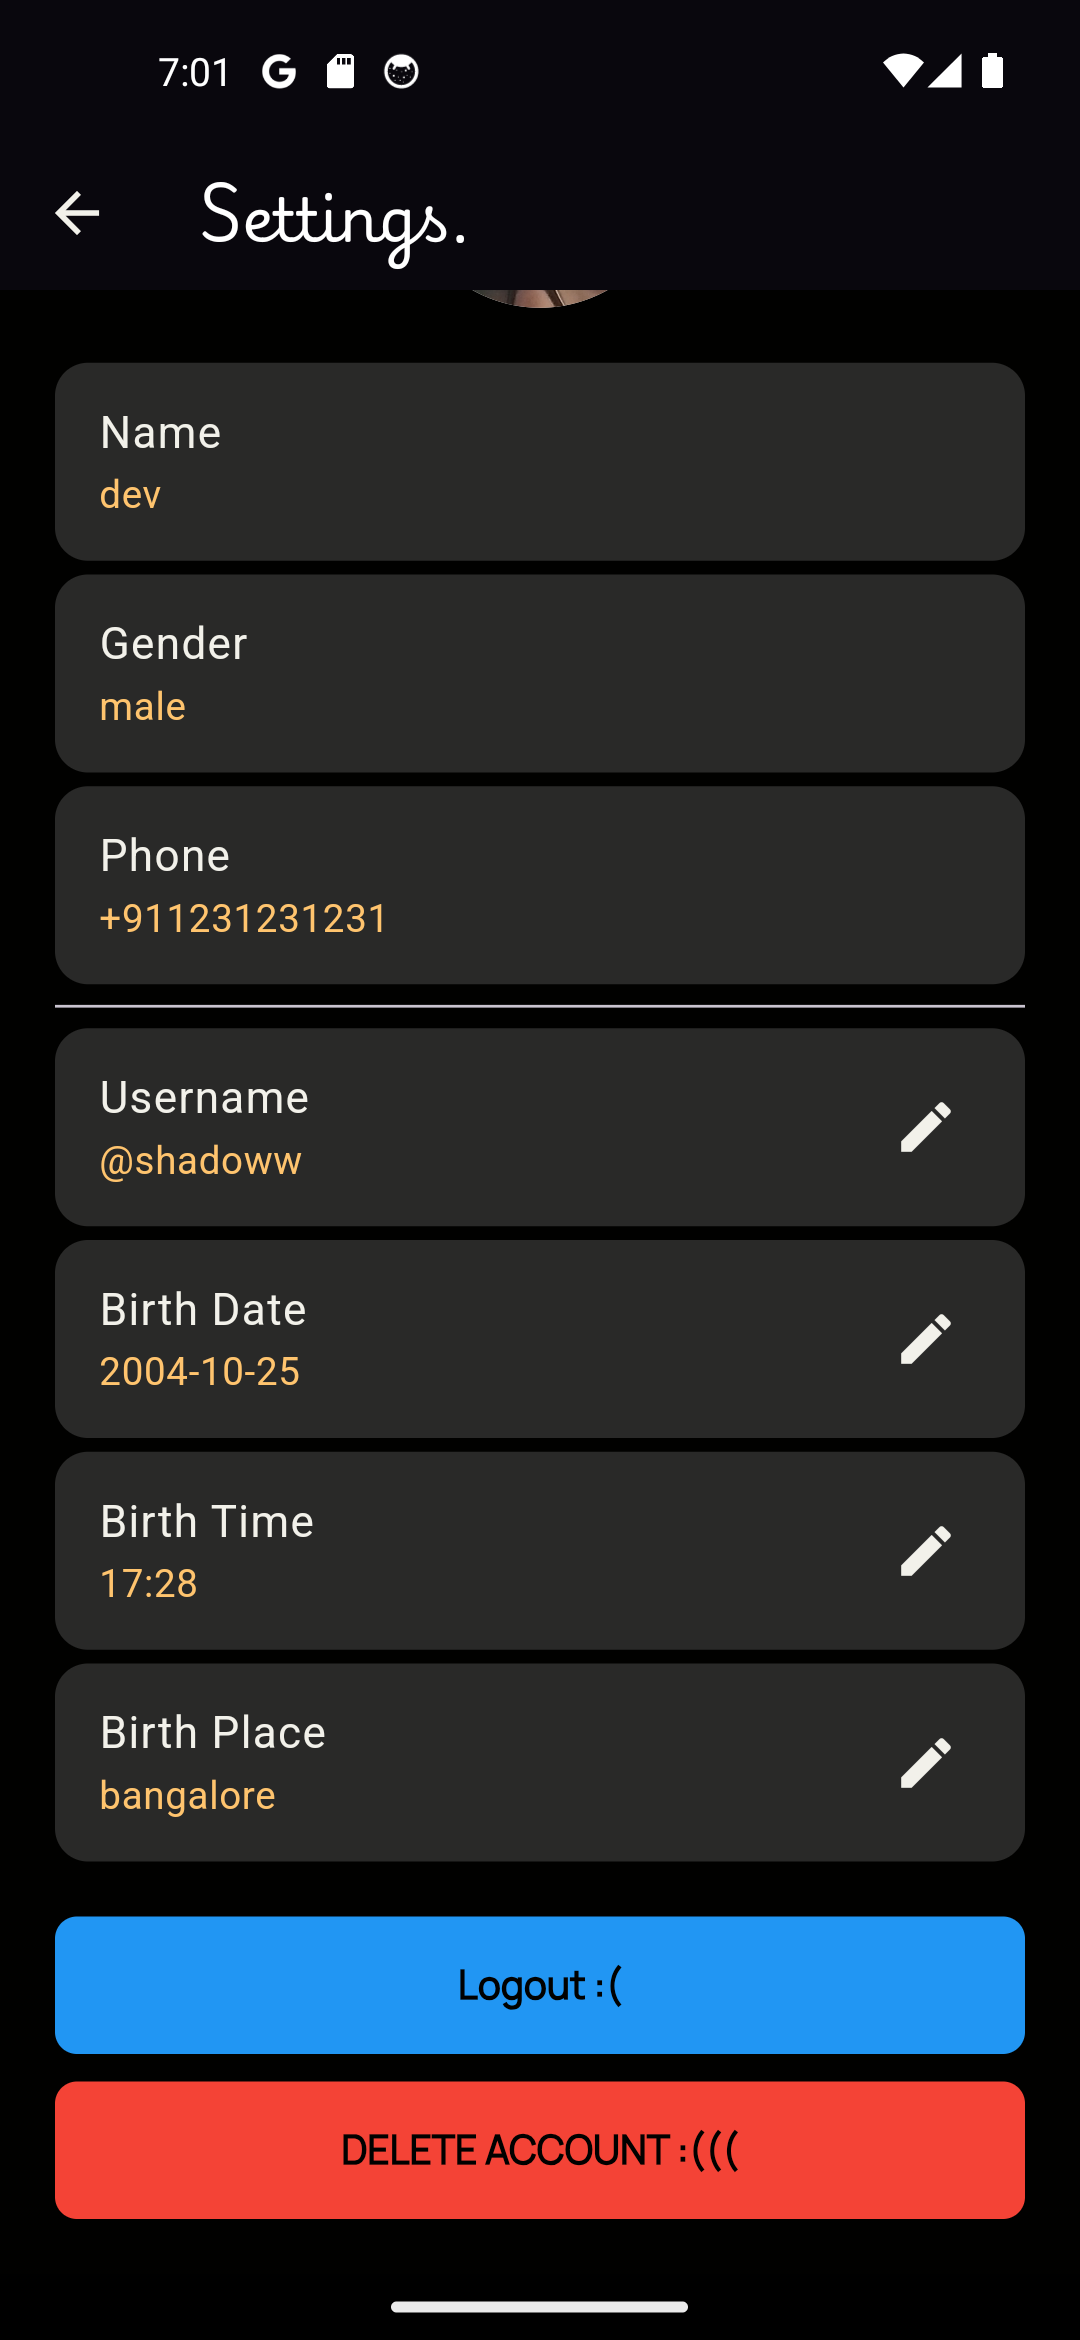 7:01
Settings.
Name
dev
Gender
male
Phone
+911231231231
Username
@shadoww
Birth Date
2004-10-25
Birth Time
17:28
Birth Place
bangalore
Logout :(
DELETE ACCOUNT :(((